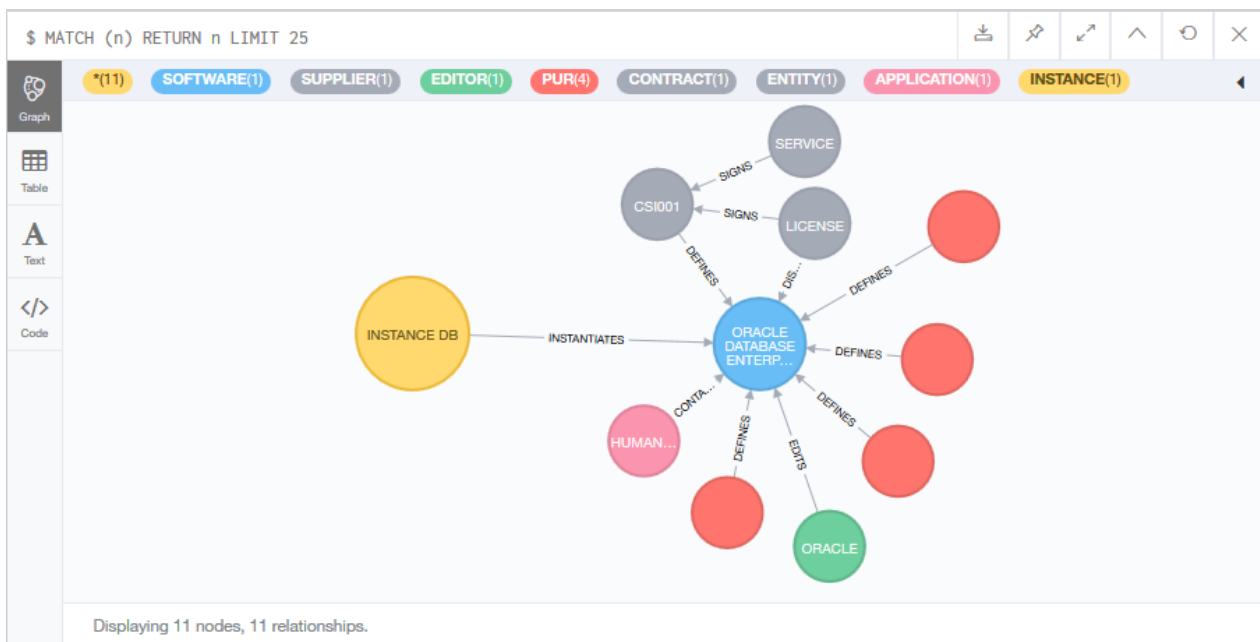 $ MATCH (n) RETURN n LIMIT 25
*(11) SOFTWARE(1) SUPPLIER(1) EDITOR(1) PUR(4) CONTRACT(1) ENTITY(1) APPLICATION(1) INSTANCE(1)
Graph
Table
A
Text
</>
Code
SERVICE
SIGNS
CSI001
SIGNS
LICENSE
DEFINES
DIS...
DEFINES
INSTANCE DB
INSTANTIATES
ORACLE
DATABASE
ENTERP...
DEFINES
CONTA...
DEFINES
HUMAN...
DEFINES
EDITS
ORACLE
Displaying 11 nodes, 11 relationships.